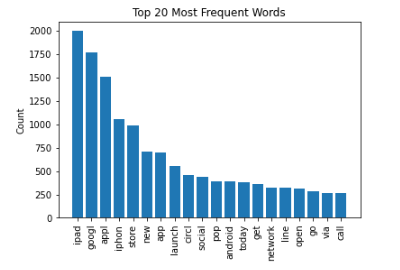 Top 20 Most Frequent Words
2000
1750
1500
1250
1000
750
500
250
0
Count
ipad
googl
appl
iphon
store
new
app
launch
circl
social
pop
android
today
get
network
line
open
go
via
call